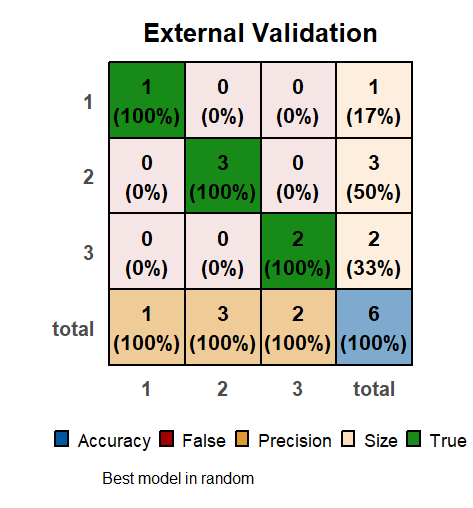 External Validation
1 1 0 0 1
(100%) (0%) (0%) (17%)
2 0 3 0 3
(0%) (100%) (0%) (50%)
3 0 0 2 2
(0%) (0%) (100%) (33%)
total 1 3 2 6
(100%) (100%) (100%) (100%)
1 2 3 total
Accuracy False Precision Size True
Best model in random